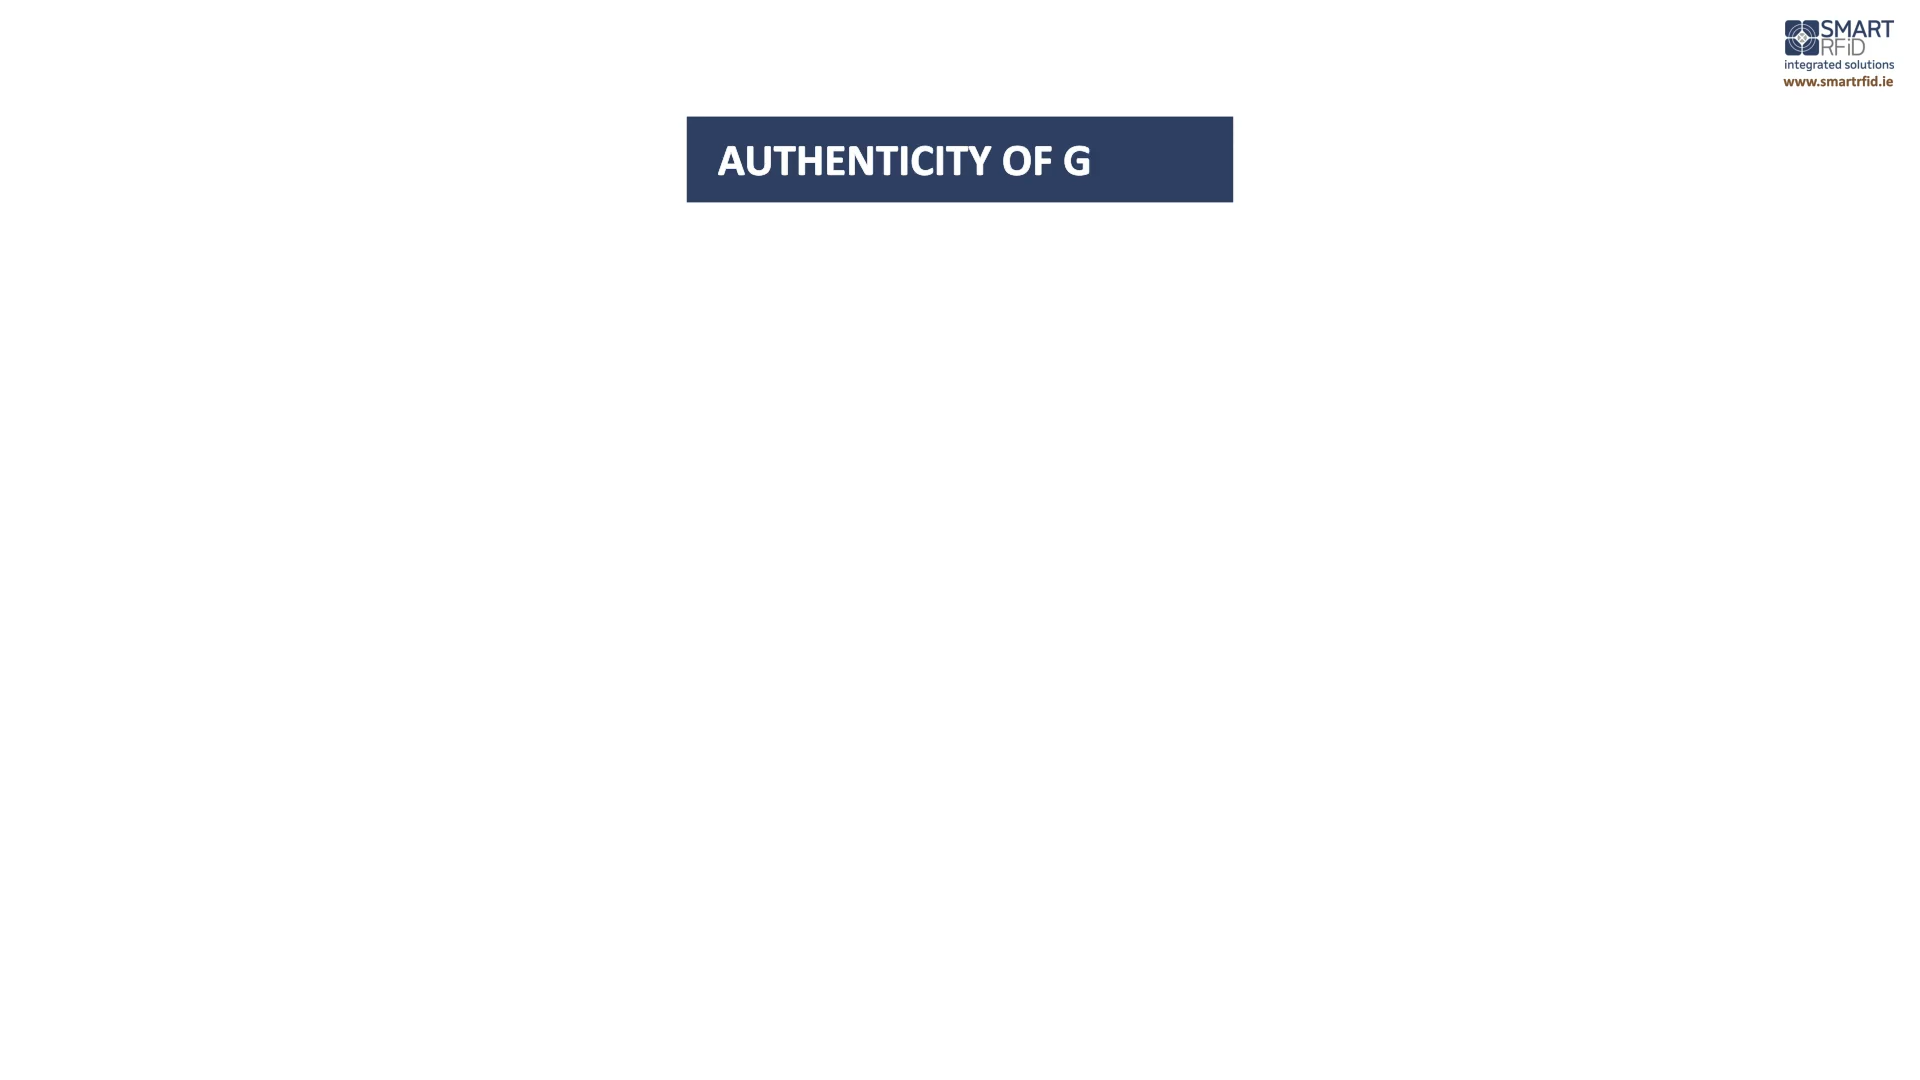 SMART
RFiD
integrated solutions
www.smartrfid.ie
AUTHENTICITY OF G